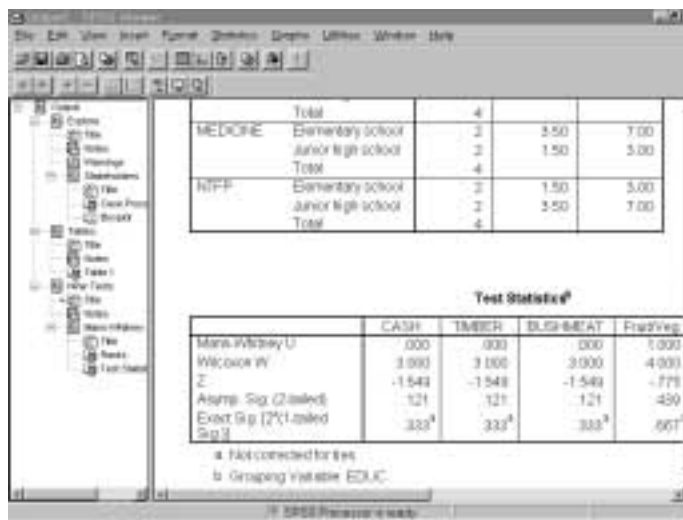 File Edit View Insert Format Statistics Graphs Utilities Window Help
Output
Explore
Title
Notes
Warnings
Stakeholders
Title
Case Proc
Boxplot
Tables
Title
Notes
Table 1
NPar Tests
Title
Notes
Mann-Whitney
Title
Ranks
Test Statist
Total 4
MEDICINE Elementary school 2 3.50 7.00
Junior high school 2 1.50 3.00
Total 4
NTFP Elementary school 2 1.50 3.00
Junior high school 2 3.50 7.00
Total 4
Test Statistics b
CASH TIMBER BUSHMEAT Fruit/Veg
Mann-Whitney U .000 .000 .000 1.000
Wilcoxon W 3.000 3.000 3.000 4.000
Z -1.549 -1.549 -1.549 -.775
Asymp. Sig. (2-tailed) .121 .121 .121 .439
Exact Sig. [2*(1-tailed Sig.)] .333 a .333 a .333 a .667
a. Not corrected for ties.
b. Grouping Variable: EDUC
SPSS Processor is ready